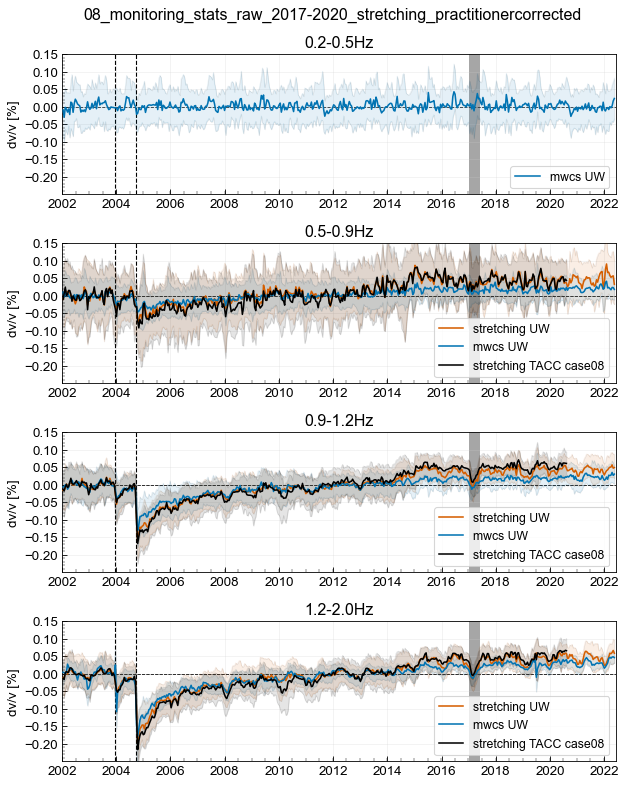 08_monitoring_stats_raw_2017-2020_stretching_practitionercorrected
0.2-0.5Hz
dv/v [%]
0.15
0.10
0.05
0.00
−0.05
−0.10
−0.15
−0.20
mwcs UW
2002 2004 2006 2008 2010 2012 2014 2016 2018 2020 2022
0.5-0.9Hz
dv/v [%]
0.15
0.10
0.05
0.00
−0.05
−0.10
−0.15
−0.20
stretching UW
mwcs UW
stretching TACC case08
2002 2004 2006 2008 2010 2012 2014 2016 2018 2020 2022
0.9-1.2Hz
dv/v [%]
0.15
0.10
0.05
0.00
−0.05
−0.10
−0.15
−0.20
stretching UW
mwcs UW
stretching TACC case08
2002 2004 2006 2008 2010 2012 2014 2016 2018 2020 2022
1.2-2.0Hz
dv/v [%]
0.15
0.10
0.05
0.00
−0.05
−0.10
−0.15
−0.20
stretching UW
mwcs UW
stretching TACC case08
2002 2004 2006 2008 2010 2012 2014 2016 2018 2020 2022